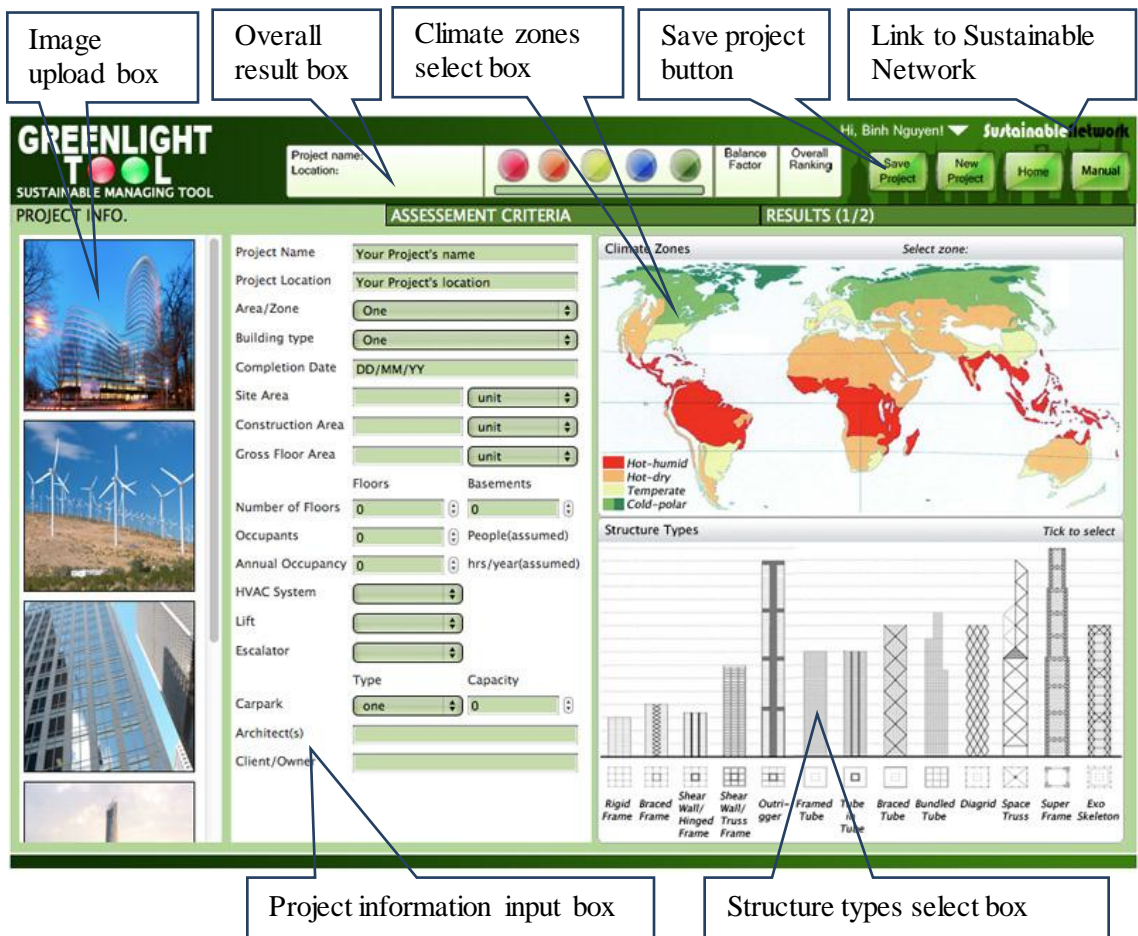 Image
upload box
Overall
result box
Climate zones
select box
Save project
button
Link to Sustainable
Network
GREENLIGHT
TOOL
SUSTAINABLE MANAGING TOOL
Project name:
Location:
Balance
Factor
Overall
Ranking
Hi, Binh Nguyen!
SustainableNetwork
Save
Project
New
Project
Home
Manual
PROJECT INFO.
ASSESSEMENT CRITERIA
RESULTS (1/2)
Project Name Your Project's name
Project Location Your Project's location
Area/Zone One
Building type One
Completion Date DD/MM/YY
Site Area unit
Construction Area unit
Gross Floor Area unit
Floors Basements
Number of Floors 0 0
Occupants 0 People(assumed)
Annual Occupancy 0 hrs/year(assumed)
HVAC System
Lift
Escalator
Type Capacity
Carpark one 0
Architect(s)
Client/Owner
Climate Zones Select zone:
Hot-humid
Hot-dry
Temperate
Cold-polar
Structure Types Tick to select
Rigid
Frame
Braced
Frame
Shear
Wall/
Hinged
Frame
Shear
Wall/
Truss
Frame
Outri-
gger
Framed
Tube
Tube
in
Tube
Braced
Tube
Bundled
Tube
Diagrid
Space
Truss
Super
Frame
Exo
Skeleton
Project information input box
Structure types select box